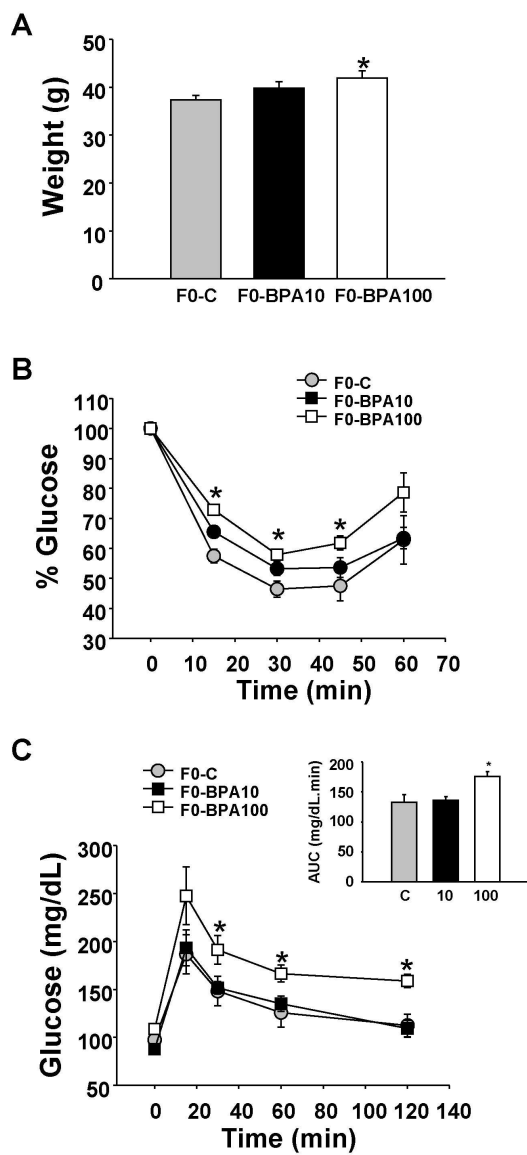 A
Weight (g)
50
40
30
20
10
0
*
F0-C F0-BPA10 F0-BPA100
B
F0-C
F0-BPA10
F0-BPA100
% Glucose
110
100
90
80
70
60
50
40
30
* * *
0 10 20 30 40 50 60 70
Time (min)
C
F0-C
F0-BPA10
F0-BPA100
AUC (mg/dL.min)
200
150
100
50
0
*
C 10 100
Glucose (mg/dL)
300
250
200
150
100
50
* * *
0 20 40 60 80 100 120 140
Time (min)